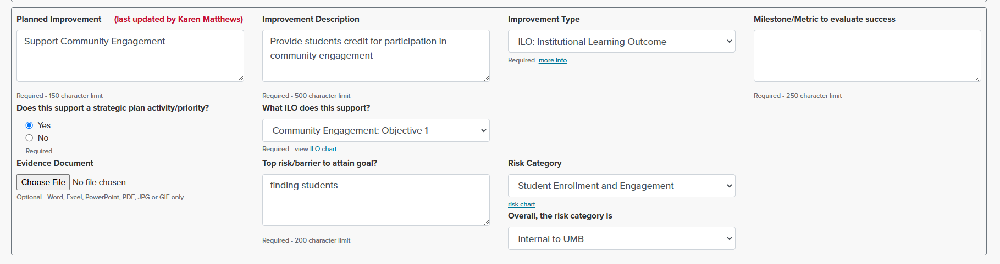 Planned Improvement (last updated by Karen Matthews)
Support Community Engagement
Required - 150 character limit
Improvement Description
Provide students credit for participation in
community engagement
Required - 500 character limit
Improvement Type
ILO: Institutional Learning Outcome
Required -more info
Milestone/Metric to evaluate success
Required - 250 character limit
Does this support a strategic plan activity/priority?
Yes
No
Required
What ILO does this support?
Community Engagement: Objective 1
Required - view ILO chart
Evidence Document
Choose File No file chosen
Optional - Word, Excel, PowerPoint, PDF, JPG or GIF only
Top risk/barrier to attain goal?
finding students
Required - 200 character limit
Risk Category
Student Enrollment and Engagement
risk chart
Overall, the risk category is
Internal to UMB